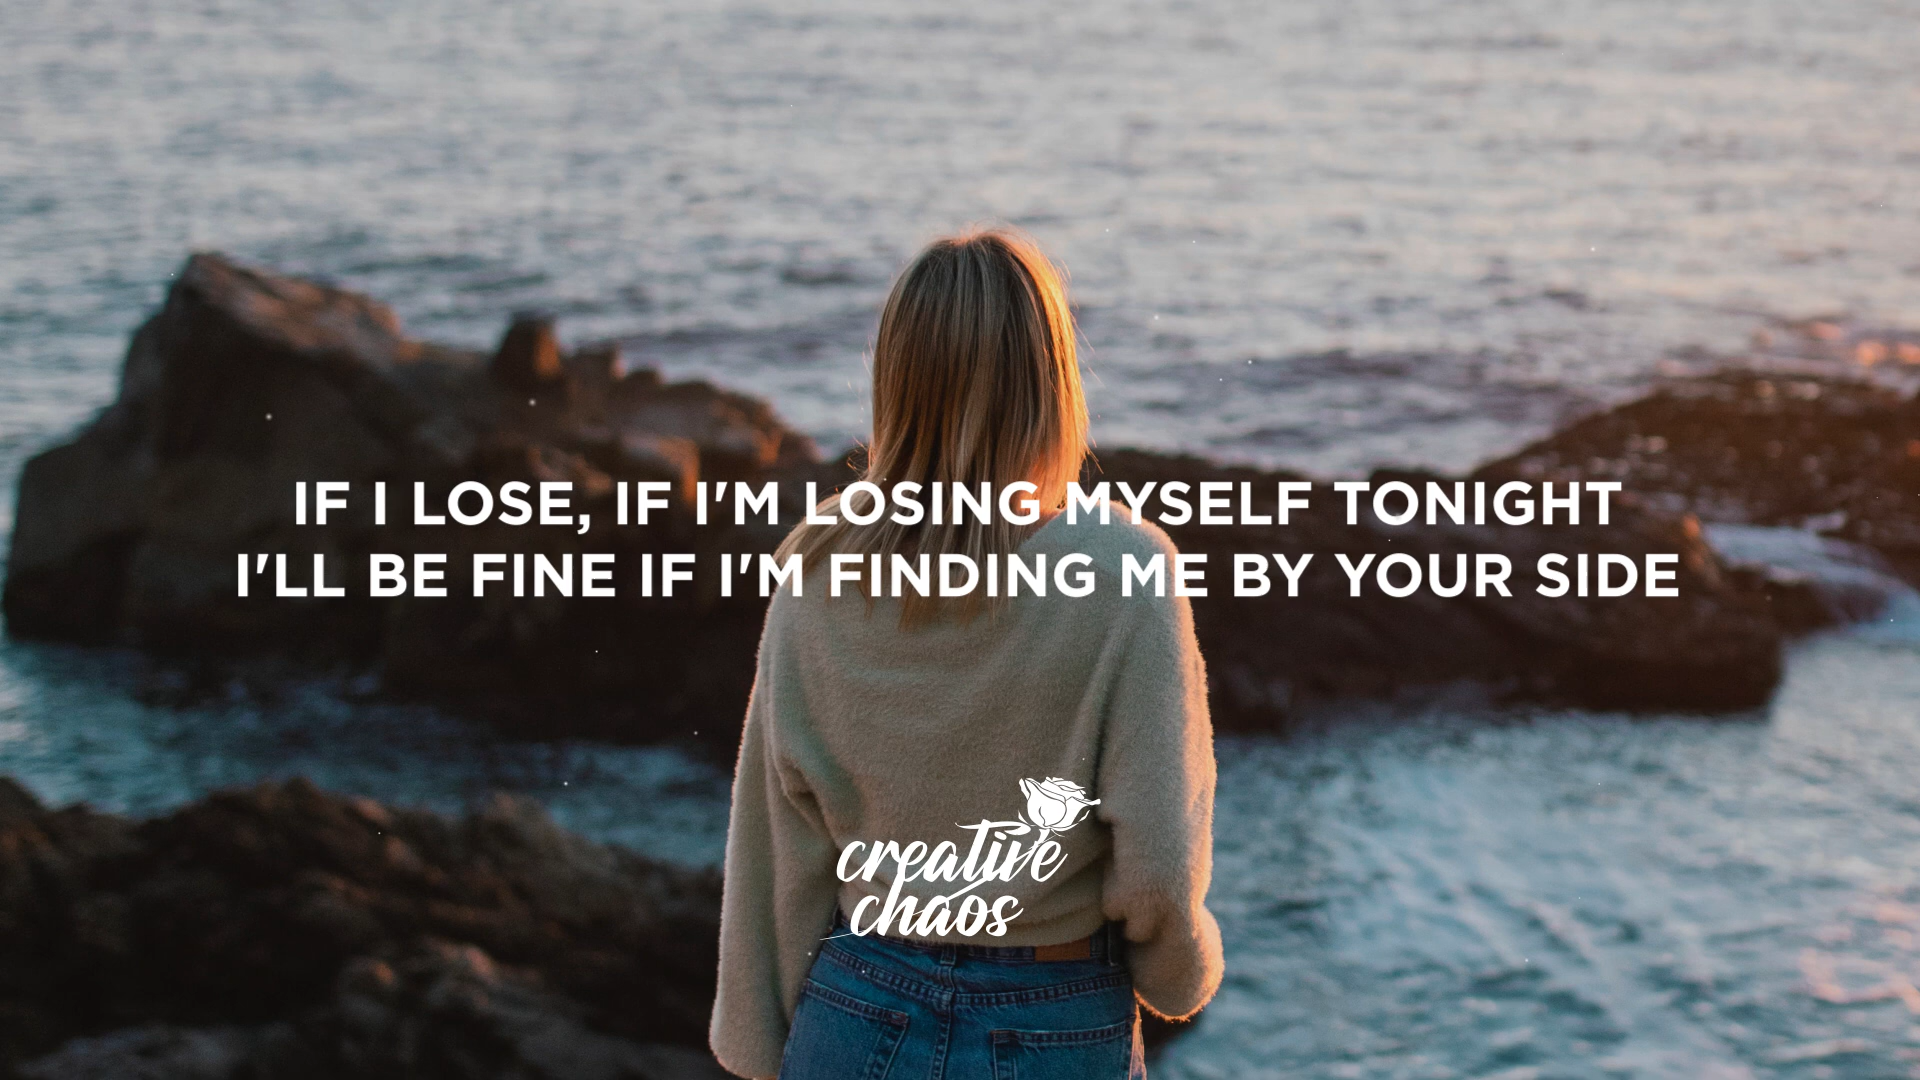 IF I LOSE, IF I'M LOSING MYSELF TONIGHT
I'LL BE FINE IF I'M FINDING ME BY YOUR SIDE
creative
chaos